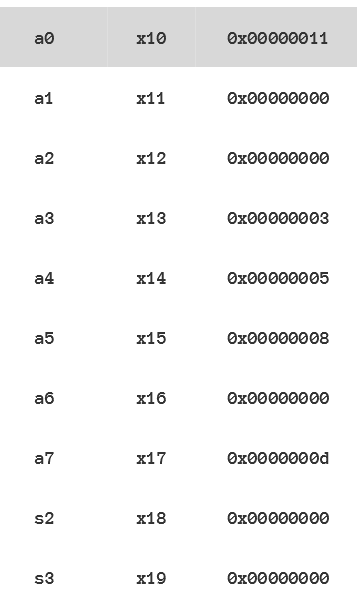 a0 x10 0x00000011
a1 x11 0x00000000
a2 x12 0x00000000
a3 x13 0x00000003
a4 x14 0x00000005
a5 x15 0x00000008
a6 x16 0x00000000
a7 x17 0x0000000d
s2 x18 0x00000000
s3 x19 0x00000000